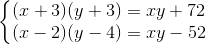 (x + 3)(y + 3) = xy + 72
(x − 2)(y − 4) = xy − 52